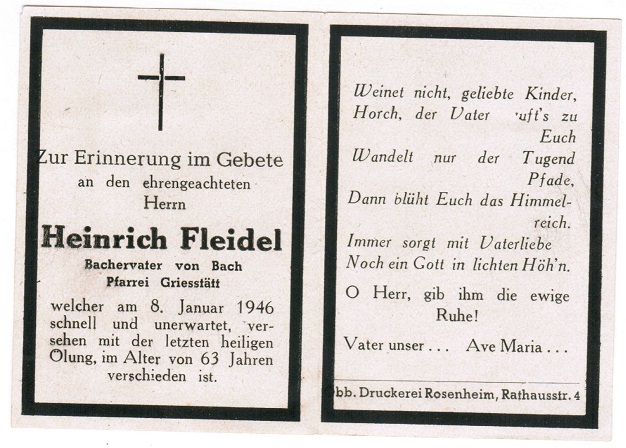 Zur Erinnerung im Gebete
an den ehrengeachteten
Herrn
Heinrich Fleidel
Bachervater von Bach
Pfarrei Griesstätt
welcher am 8. Januar 1946
schnell und unerwartet, ver-
sehen mit der letzten heiligen
Ölung, im Alter von 63 Jahren
verschieden ist.
Weinet nicht, geliebte Kinder,
Horch, der Vater uft's zu
Euch
Wandelt nur der Tugend
Pfade,
Dann blüht Euch das Himmel-
reich.
Immer sorgt mit Vaterliebe
Noch ein Gott in lichten Höh'n.
O Herr, gib ihm die ewige
Ruhe!
Vater unser ... Ave Maria ...
bb. Druckerei Rosenheim, Rathausstr. 4